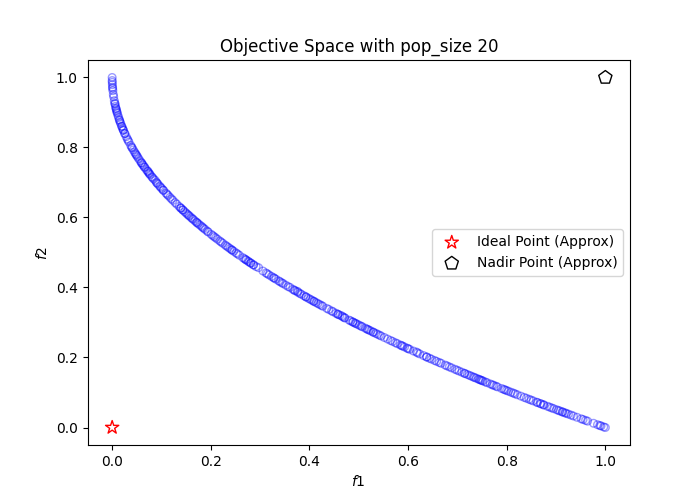 Objective Space with pop_size 20
1.0
0.8
0.6
0.4
0.2
0.0
f2
Ideal Point (Approx)
Nadir Point (Approx)
0.0 0.2 0.4 0.6 0.8 1.0
f1